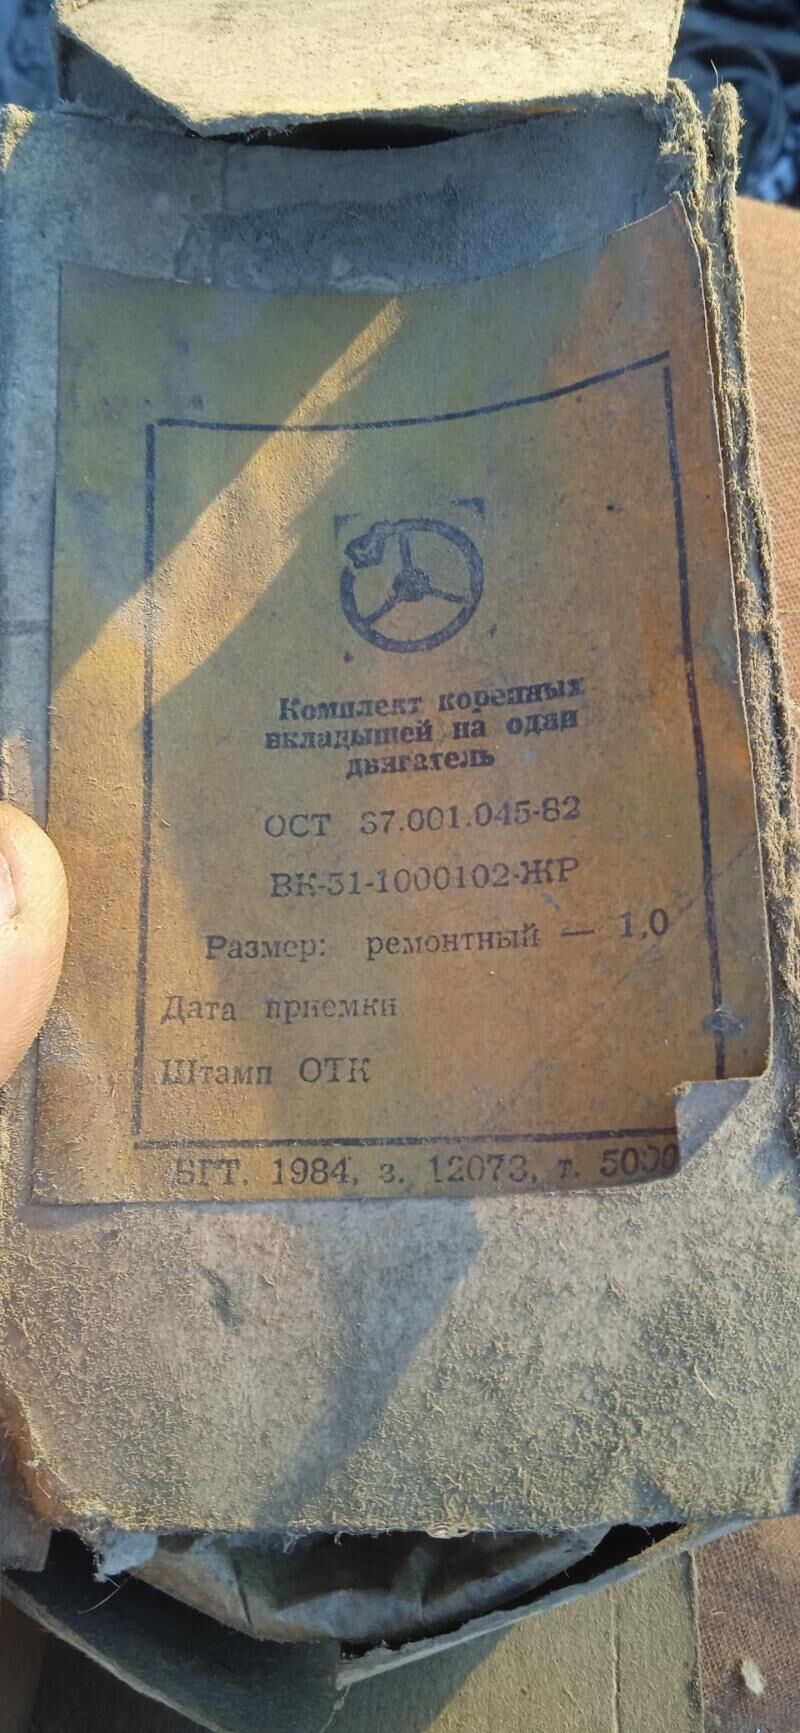 Комплект коренных
вкладышей на один
двигатель
ОСТ 37.001.045-82
ВК-51-1000102-ЖР
Размер: ремонтный — 1,0
Дата приемки
Штамп ОТК
БГТ. 1984, з. 12073, т. 5000